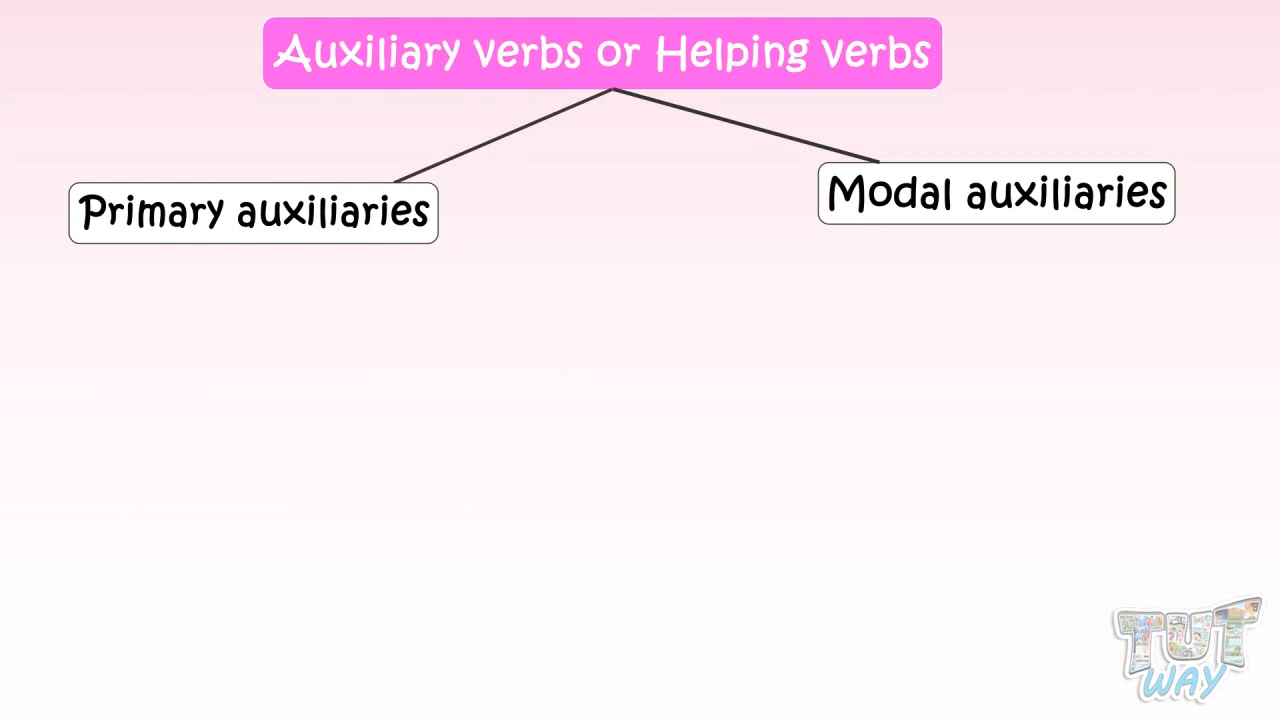 Auxiliary verbs or Helping verbs
Primary auxiliaries
Modal auxiliaries
TUT
WAY